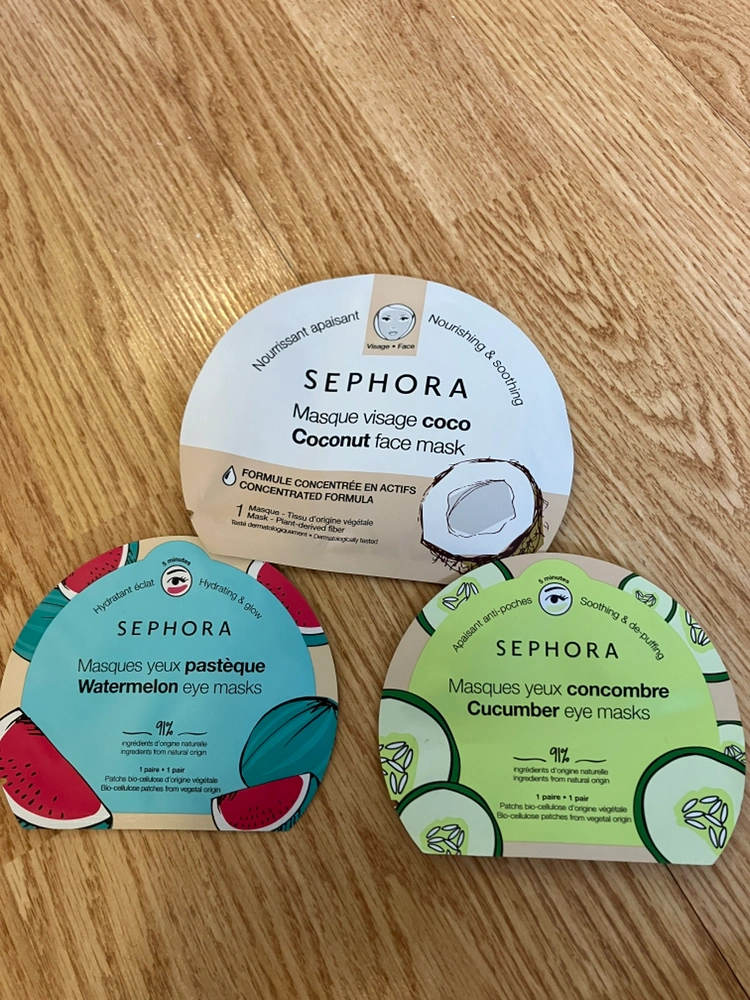 Nourrissant apaisant
Nourishing & soothing
Visage • Face
SEPHORA
Masque visage coco
Coconut face mask
FORMULE CONCENTRÉE EN ACTIFS
CONCENTRATED FORMULA
1 Masque - Tissu d'origine végétale
Mask - Plant-derived fiber
Testé dermatologiquement • Dermatologically tested
5 minutes
Hydratant éclat
Hydrating & glow
SEPHORA
Masques yeux pastèque
Watermelon eye masks
91%
ingrédients d'origine naturelle
ingredients from natural origin
1 paire • 1 pair
Patchs bio-cellulose d'origine végétale
Bio-cellulose patches from vegetal origin
5 minutes
Apaisant anti-poches
Soothing & de-puffing
SEPHORA
Masques yeux concombre
Cucumber eye masks
91%
ingrédients d'origine naturelle
ingredients from natural origin
1 paire • 1 pair
Patchs bio-cellulose d'origine végétale
Bio-cellulose patches from vegetal origin